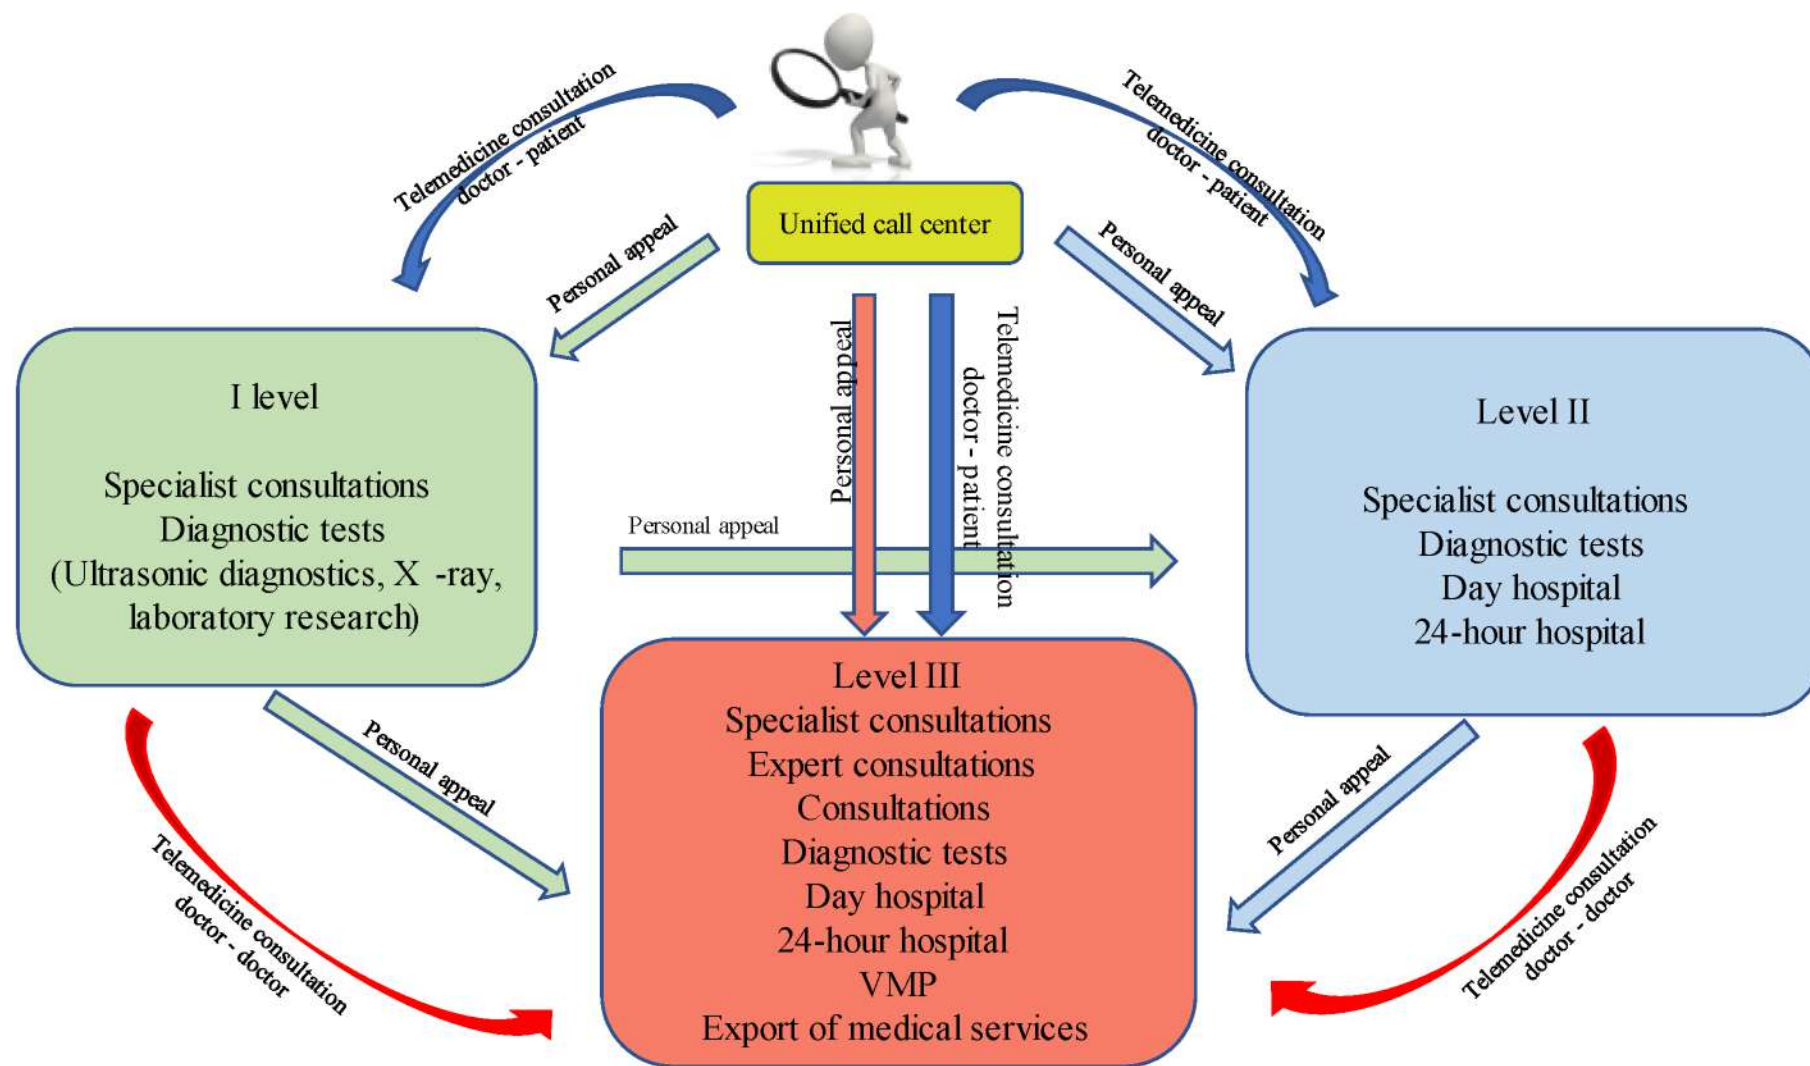 Telemedicine consultation
doctor - patient
Telemedicine consultation
doctor - patient
Unified call center
Personal appeal
Personal appeal
Personal appeal
Telemedicine consultation
doctor - patient
I level
Specialist consultations
Diagnostic tests
(Ultrasonic diagnostics, X -ray,
laboratory research)
Level II
Specialist consultations
Diagnostic tests
Day hospital
24-hour hospital
Personal appeal
Level III
Specialist consultations
Expert consultations
Consultations
Diagnostic tests
Day hospital
24-hour hospital
VMP
Export of medical services
Personal appeal
Personal appeal
Telemedicine consultation
doctor - doctor
Telemedicine consultation
doctor - doctor